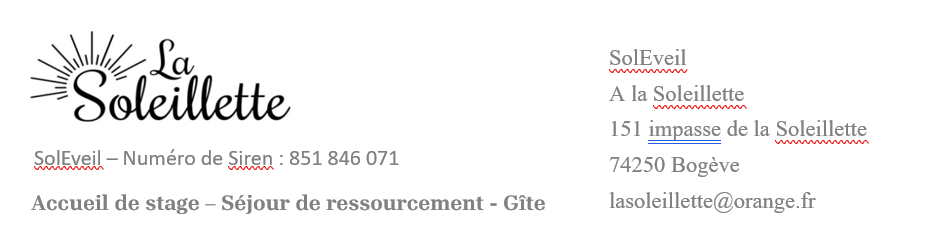 La
Soleillette
SolEveil – Numéro de Siren : 851 846 071
Accueil de stage – Séjour de ressourcement - Gîte
SolEveil
A la Soleillette
151 impasse de la Soleillette
74250 Bogève
lasoleillette@orange.fr